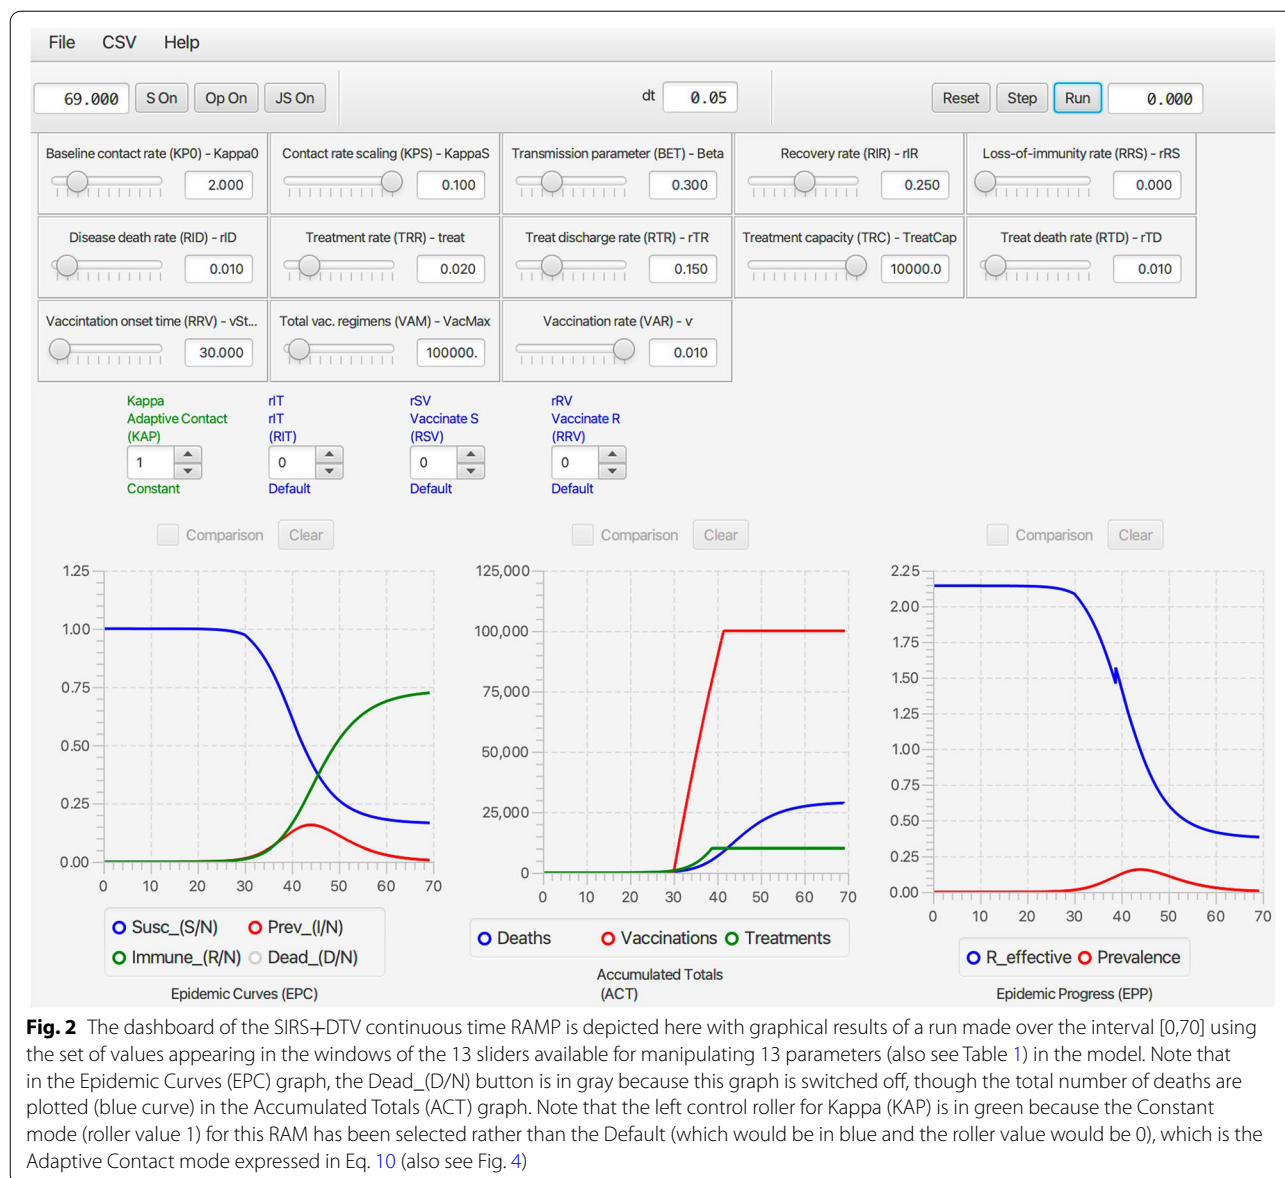 File CSV Help
69.000 S On Op On JS On dt 0.05 Reset Step Run 0.000
Baseline contact rate (KP0) - Kappa0 Contact rate scaling (KPS) - KappaS Transmission parameter (BET) - Beta Recovery rate (RIR) - rIR Loss-of-immunity rate (RRS) - rRS
2.000 0.100 0.300 0.250 0.000
Disease death rate (RID) - rID Treatment rate (TRR) - treat Treat discharge rate (RTR) - rTR Treatment capacity (TRC) - TreatCap Treat death rate (RTD) - rTD
0.010 0.020 0.150 10000.0 0.010
Vaccintation onset time (RRV) - vSt... Total vac. regimens (VAM) - VacMax Vaccination rate (VAR) - v
30.000 100000. 0.010
Kappa rIT rSV rRV
Adaptive Contact rIT Vaccinate S Vaccinate R
(KAP) (RIT) (RSV) (RRV)
1 0 0 0
Constant Default Default Default
Comparison Clear Comparison Clear Comparison Clear
1.25
1.00
0.75
0.50
0.25
0.00
0 10 20 30 40 50 60 70
Susc_(S/N) Prev_(I/N)
Immune_(R/N) Dead_(D/N)
Epidemic Curves (EPC)
125,000
100,000
75,000
50,000
25,000
0
0 10 20 30 40 50 60 70
Deaths Vaccinations Treatments
Accumulated Totals
(ACT)
2.25
2.00
1.75
1.50
1.25
1.00
0.75
0.50
0.25
0.00
0 10 20 30 40 50 60 70
R_effective Prevalence
Epidemic Progress (EPP)
Fig. 2 The dashboard of the SIRS+DTV continuous time RAMP is depicted here with graphical results of a run made over the interval [0,70] using
the set of values appearing in the windows of the 13 sliders available for manipulating 13 parameters (also see Table 1) in the model. Note that
in the Epidemic Curves (EPC) graph, the Dead_(D/N) button is in gray because this graph is switched off, though the total number of deaths are
plotted (blue curve) in the Accumulated Totals (ACT) graph. Note that the left control roller for Kappa (KAP) is in green because the Constant
mode (roller value 1) for this RAM has been selected rather than the Default (which would be in blue and the roller value would be 0), which is the
Adaptive Contact mode expressed in Eq. 10 (also see Fig. 4)